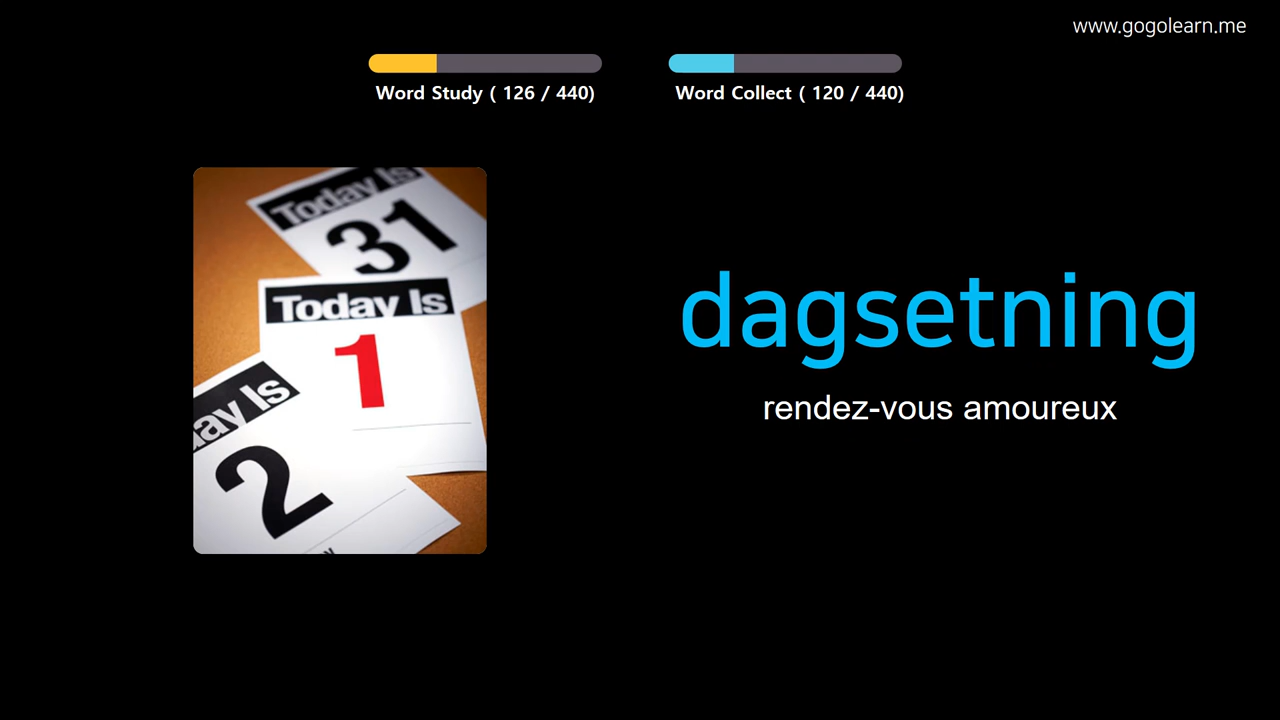 www.gogolearn.me
Word Study ( 126 / 440)
Word Collect ( 120 / 440)
Today Is
31
Today Is
1
ay Is
2
dagsetning
rendez-vous amoureux